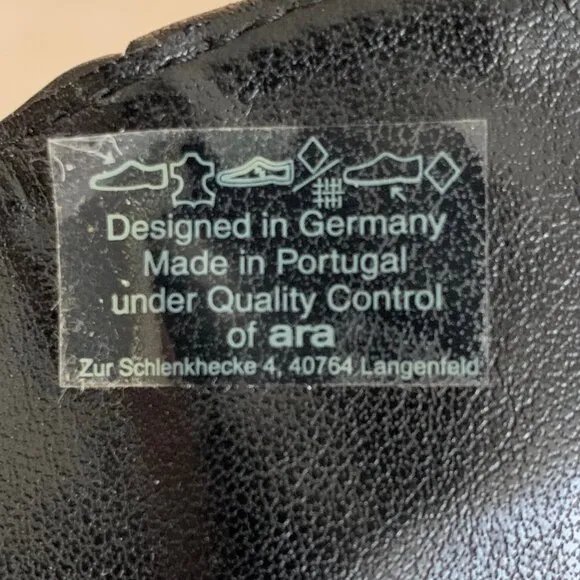 Designed in Germany
Made in Portugal
under Quality Control
of ara
Zur Schlenkhecke 4, 40764 Langenfeld